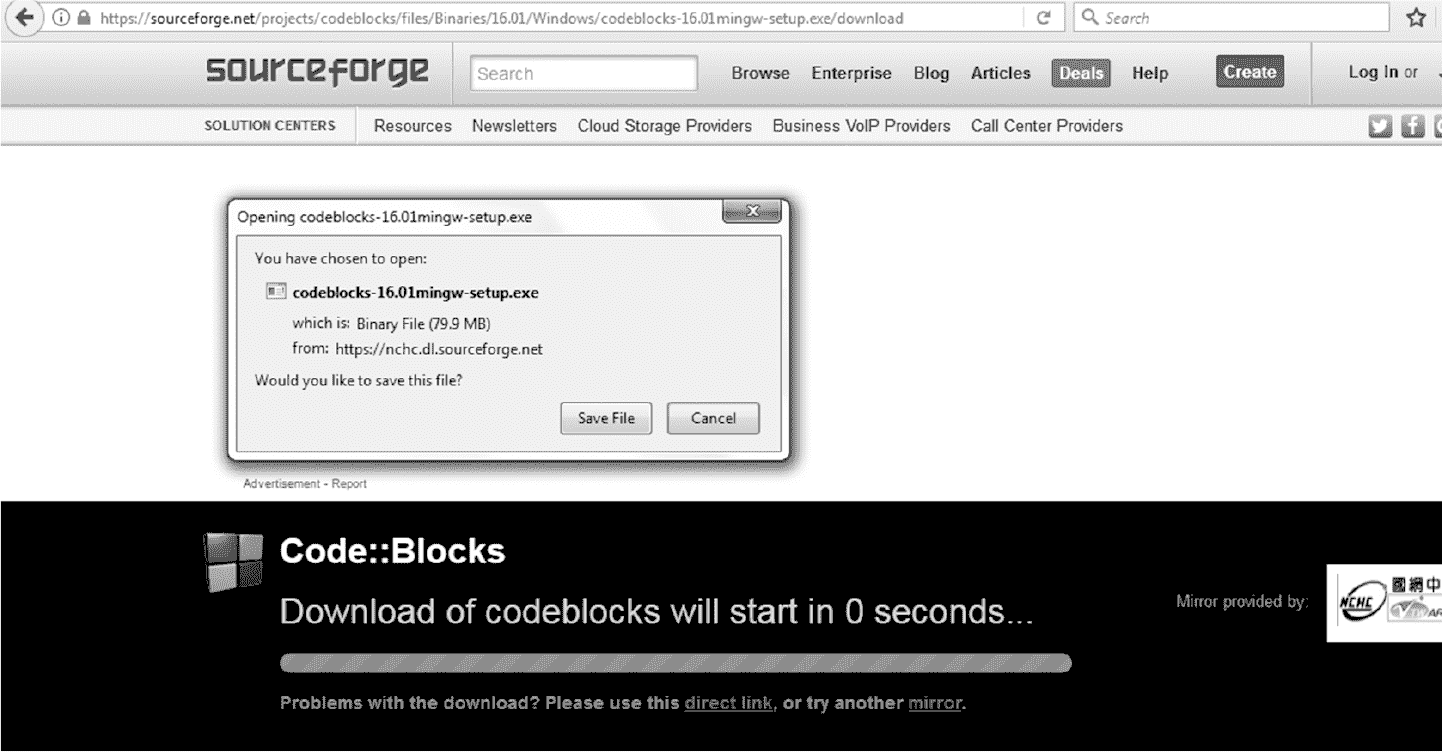 https://sourceforge.net/projects/codeblocks/files/Binaries/16.01/Windows/codeblocks-16.01mingw-setup.exe/download
Search
sourceforge
Search
Browse Enterprise Blog Articles Deals Help Create Log In or
SOLUTION CENTERS Resources Newsletters Cloud Storage Providers Business VoIP Providers Call Center Providers
Opening codeblocks-16.01mingw-setup.exe
You have chosen to open:
codeblocks-16.01mingw-setup.exe
which is: Binary File (79.9 MB)
from: https://nchc.dl.sourceforge.net
Would you like to save this file?
Save File Cancel
Advertisement - Report
Code::Blocks
Download of codeblocks will start in 0 seconds...
Mirror provided by:
NCHC
國網中
Problems with the download? Please use this direct link, or try another mirror.